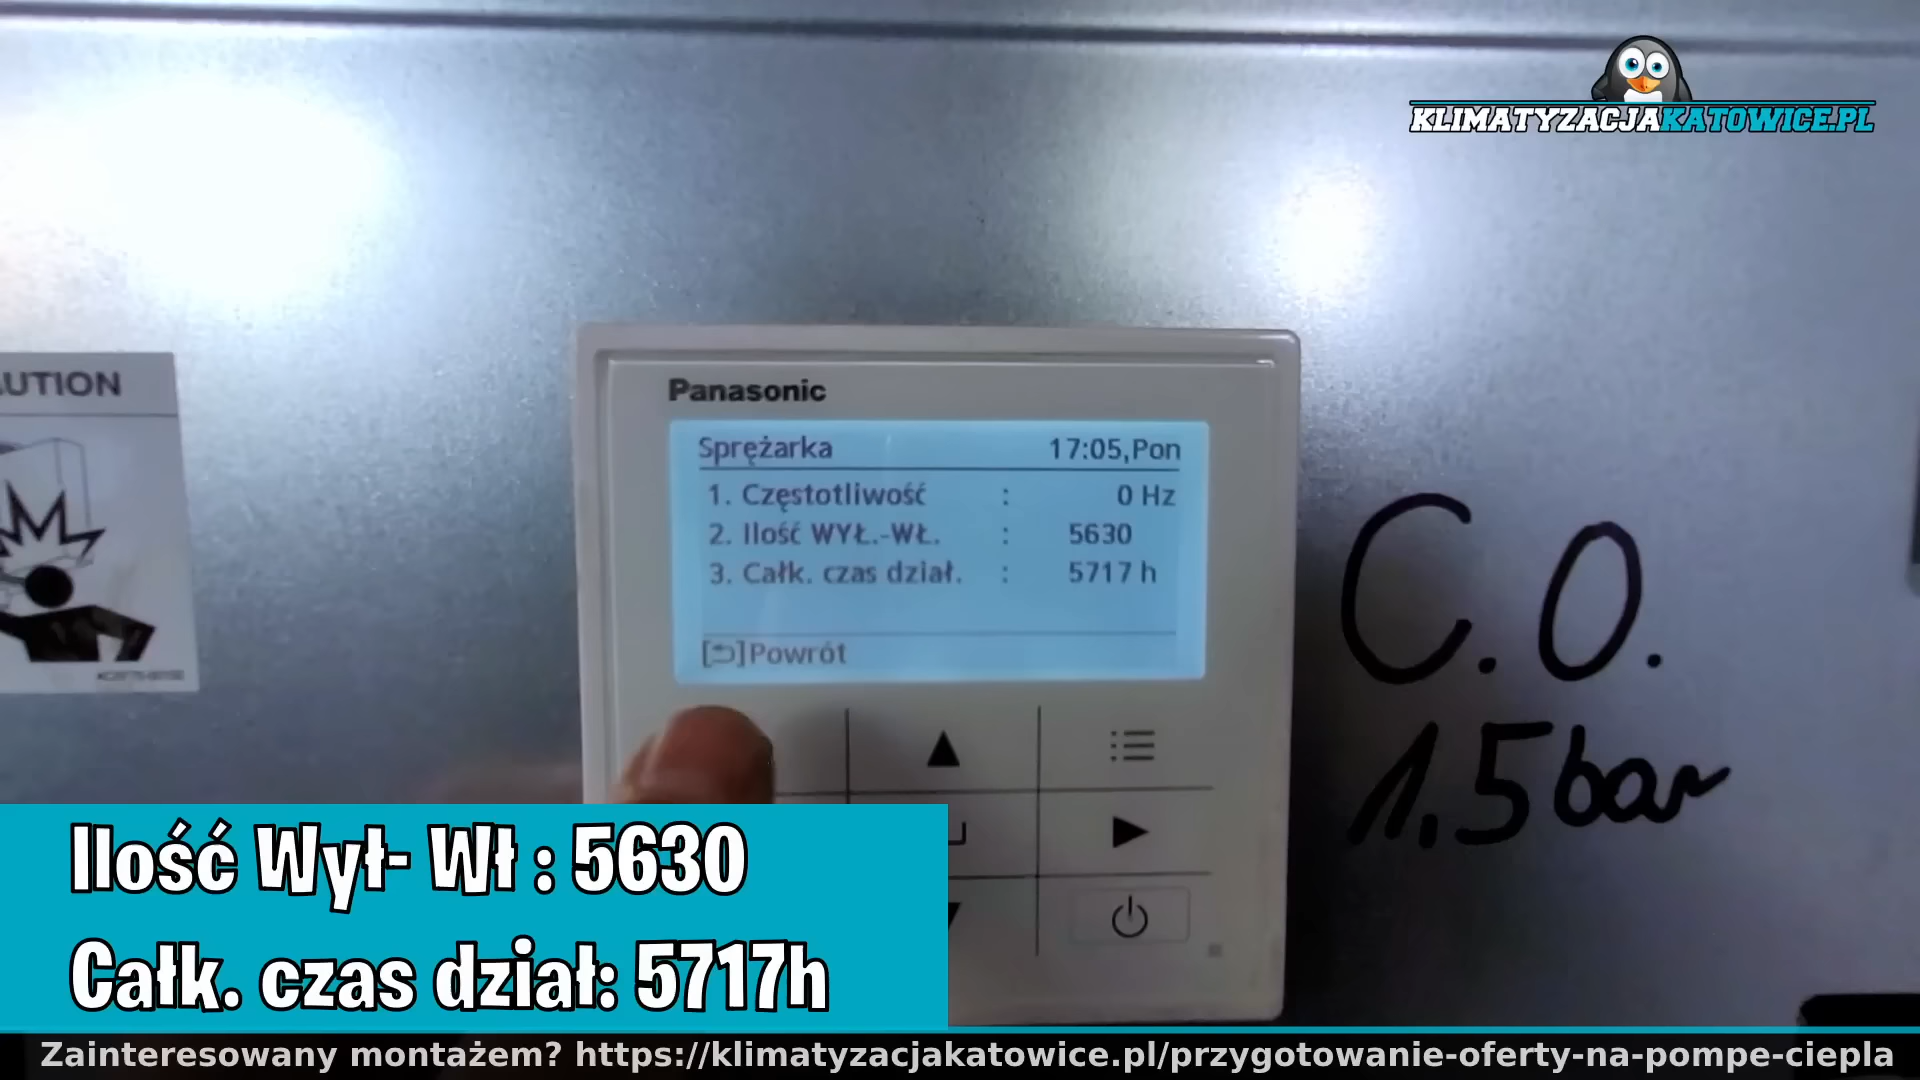 KLIMATYZACJAKATOWICE.PL
AUTION
Panasonic
Sprężarka 17:05,Pon
1. Częstotliwość : 0 Hz
2. Ilość WYŁ.-WŁ. : 5630
3. Całk. czas dział. : 5717 h
[⮌]Powrót
C.O.
1,5 bar
Ilość Wył- Wł : 5630
Całk. czas dział: 5717h
Zainteresowany montażem? https://klimatyzacjakatowice.pl/przygotowanie-oferty-na-pompe-ciepla